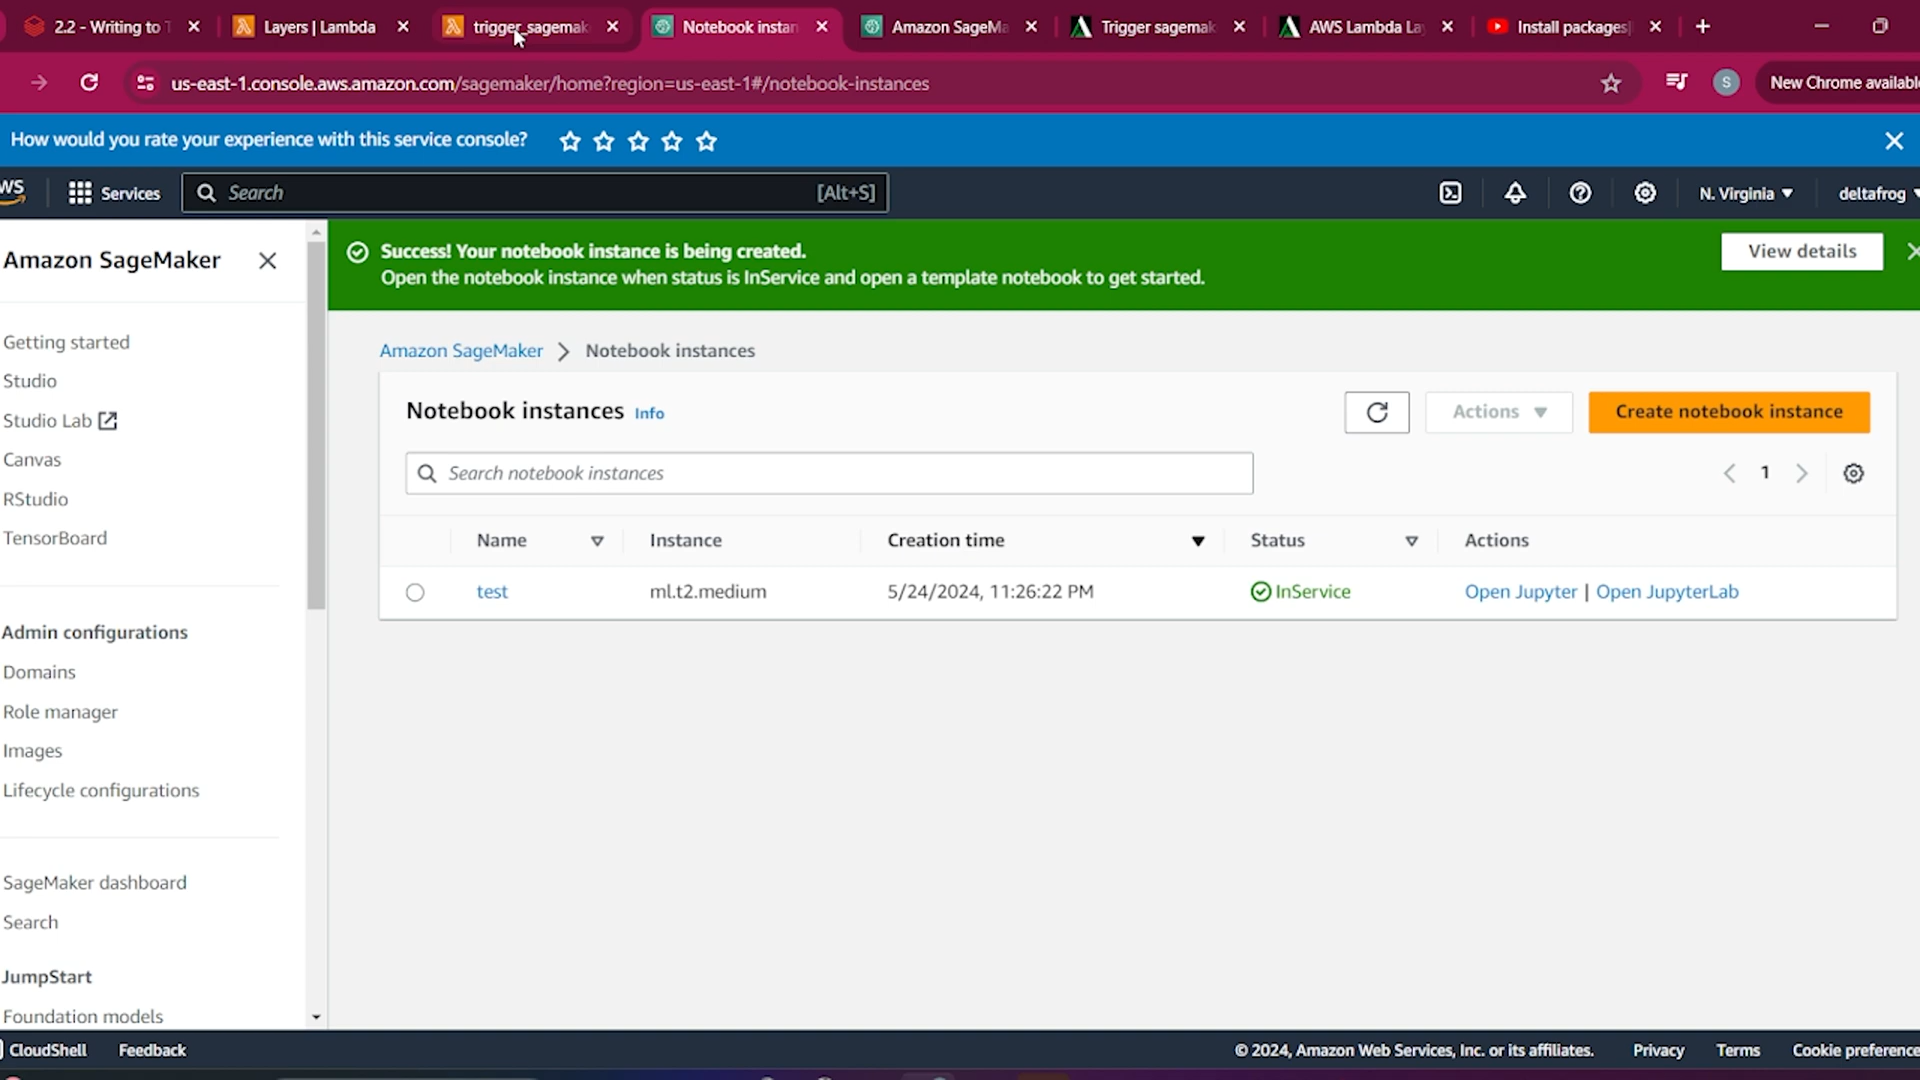 2.2 - Writing to T
Layers | Lambda
trigger_sagemak
Notebook instan
Amazon SageMa
Trigger sagemak
AWS Lambda La
Install packages|
us-east-1.console.aws.amazon.com/sagemaker/home?region=us-east-1#/notebook-instances
S
New Chrome available
How would you rate your experience with this service console?
Services
Search
[Alt+S]
N. Virginia
deltafrog
Amazon SageMaker
Getting started
Studio
Studio Lab
Canvas
RStudio
TensorBoard
Admin configurations
Domains
Role manager
Images
Lifecycle configurations
SageMaker dashboard
Search
JumpStart
Foundation models
Success! Your notebook instance is being created.
Open the notebook instance when status is InService and open a template notebook to get started.
View details
Amazon SageMaker > Notebook instances
Notebook instances Info
Actions
Create notebook instance
Search notebook instances
1
Name Instance Creation time Status Actions
test ml.t2.medium 5/24/2024, 11:26:22 PM InService Open Jupyter | Open JupyterLab
CloudShell Feedback
© 2024, Amazon Web Services, Inc. or its affiliates. Privacy Terms Cookie preference